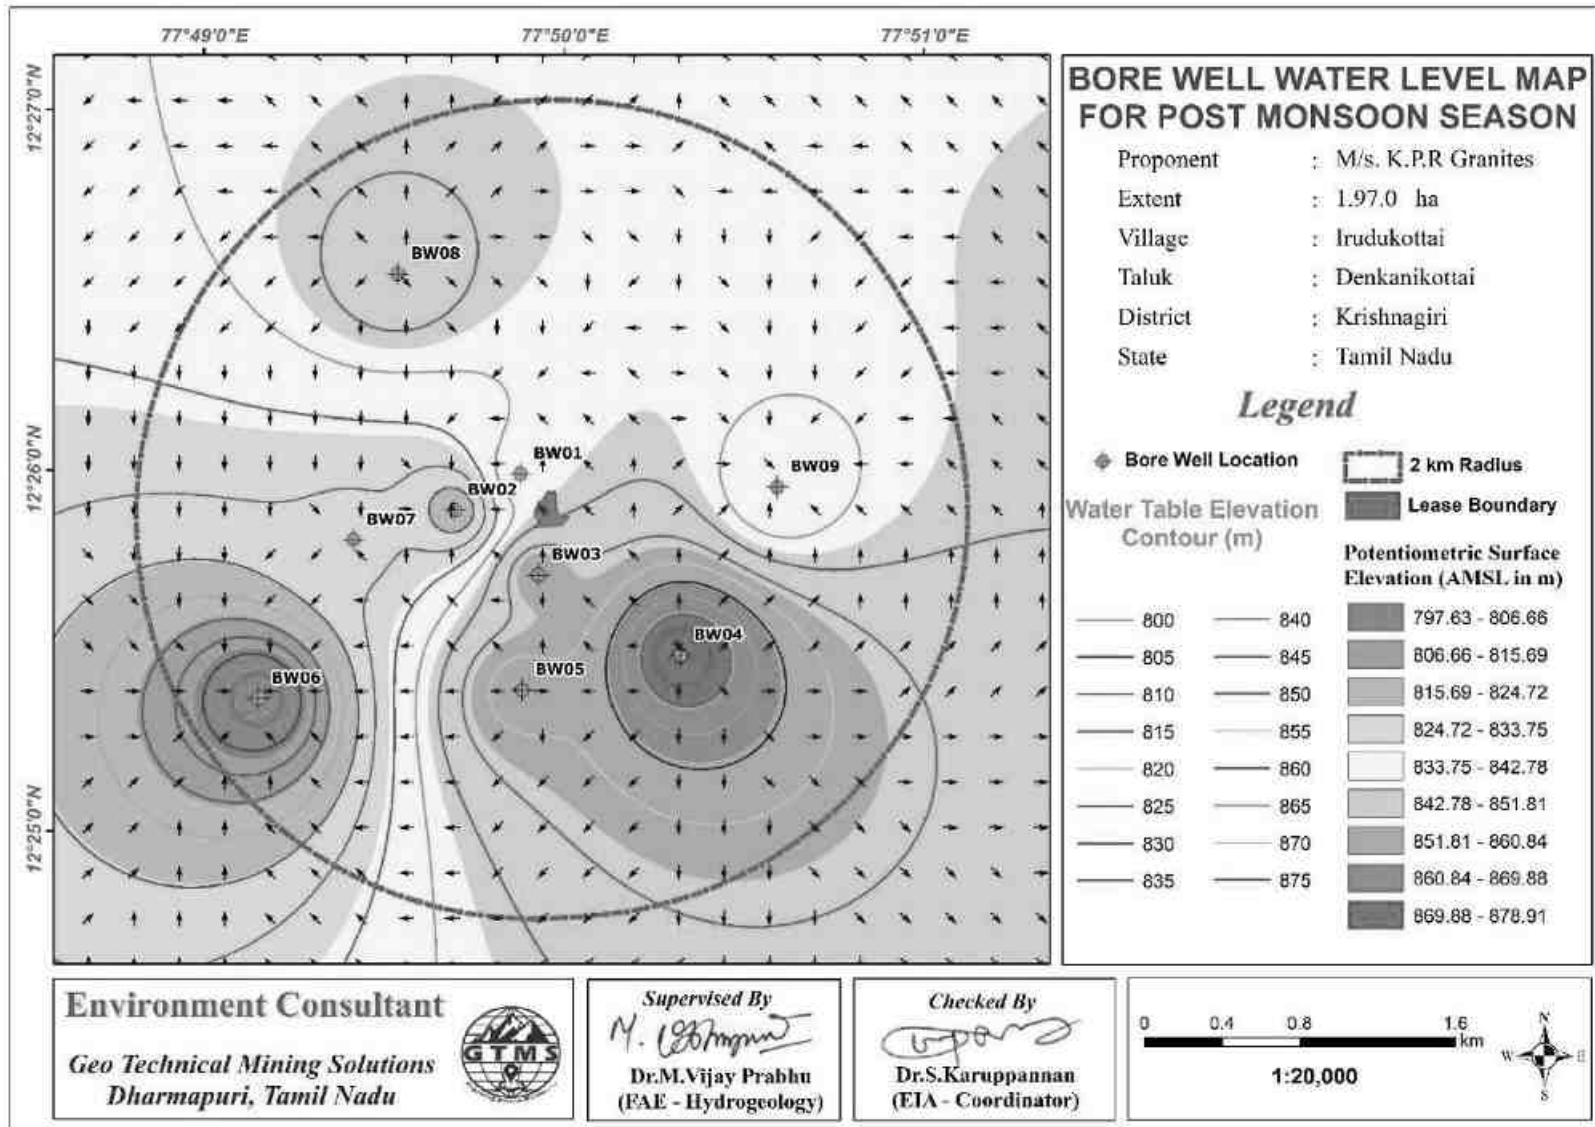 77°49'0"E 77°50'0"E 77°51'0"E
12°27'0"N
12°26'0"N
12°25'0"N
BW08
BW01
BW09
BW02
BW07
BW03
BW04
BW05
BW06
BORE WELL WATER LEVEL MAP
FOR POST MONSOON SEASON
Proponent : M/s. K.P.R Granites
Extent : 1.97.0 ha
Village : Irudukottai
Taluk : Denkanikottai
District : Krishnagiri
State : Tamil Nadu
Legend
Bore Well Location
2 km Radius
Lease Boundary
Water Table Elevation
Contour (m)
800 840
805 845
810 850
815 855
820 860
825 865
830 870
835 875
Potentiometric Surface
Elevation (AMSL in m)
797.63 - 806.66
806.66 - 815.69
815.69 - 824.72
824.72 - 833.75
833.75 - 842.78
842.78 - 851.81
851.81 - 860.84
860.84 - 869.88
869.88 - 878.91
Environment Consultant
Geo Technical Mining Solutions
Dharmapuri, Tamil Nadu
GTMS
Supervised By
Dr.M.Vijay Prabhu
(FAE - Hydrogeology)
Checked By
Dr.S.Karuppannan
(EIA - Coordinator)
0 0.4 0.8 1.6
km
1:20,000
N
W E
S